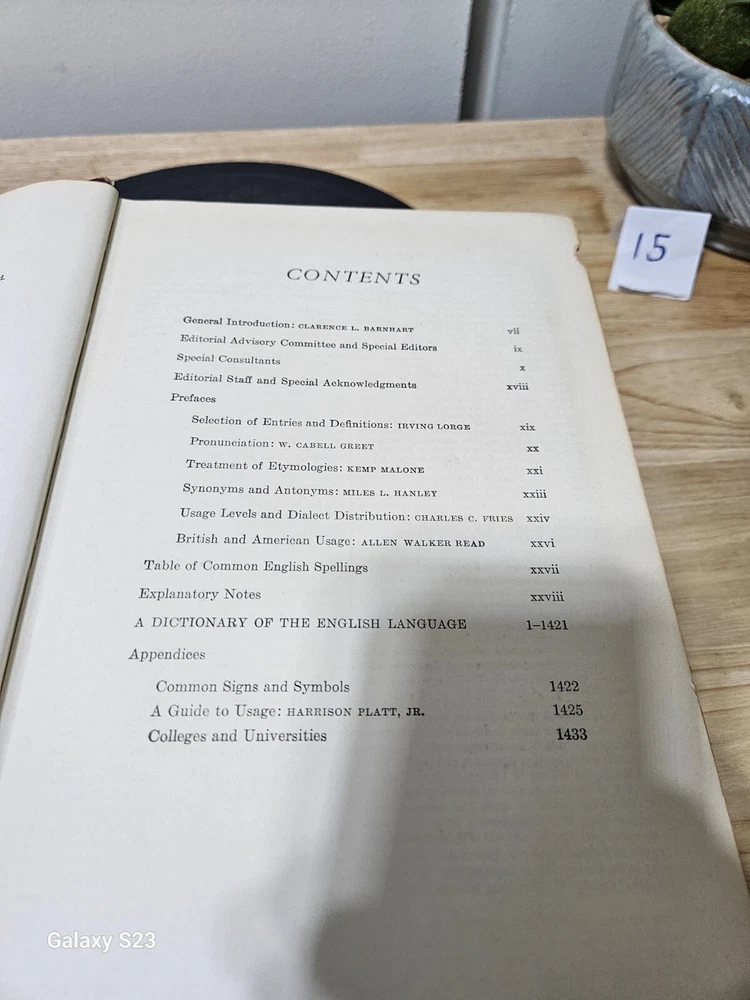 CONTENTS
General Introduction: CLARENCE L. BARNHART vii
Editorial Advisory Committee and Special Editors ix
Special Consultants x
Editorial Staff and Special Acknowledgments xviii
Prefaces
Selection of Entries and Definitions: IRVING LORGE xix
Pronunciation: W. CABELL GREET xx
Treatment of Etymologies: KEMP MALONE xxi
Synonyms and Antonyms: MILES L. HANLEY xxiii
Usage Levels and Dialect Distribution: CHARLES C. FRIES xxiv
British and American Usage: ALLEN WALKER READ xxvi
Table of Common English Spellings xxvii
Explanatory Notes xxviii
A DICTIONARY OF THE ENGLISH LANGUAGE 1–1421
Appendices
Common Signs and Symbols 1422
A Guide to Usage: HARRISON PLATT, JR. 1425
Colleges and Universities 1433
15
Galaxy S23